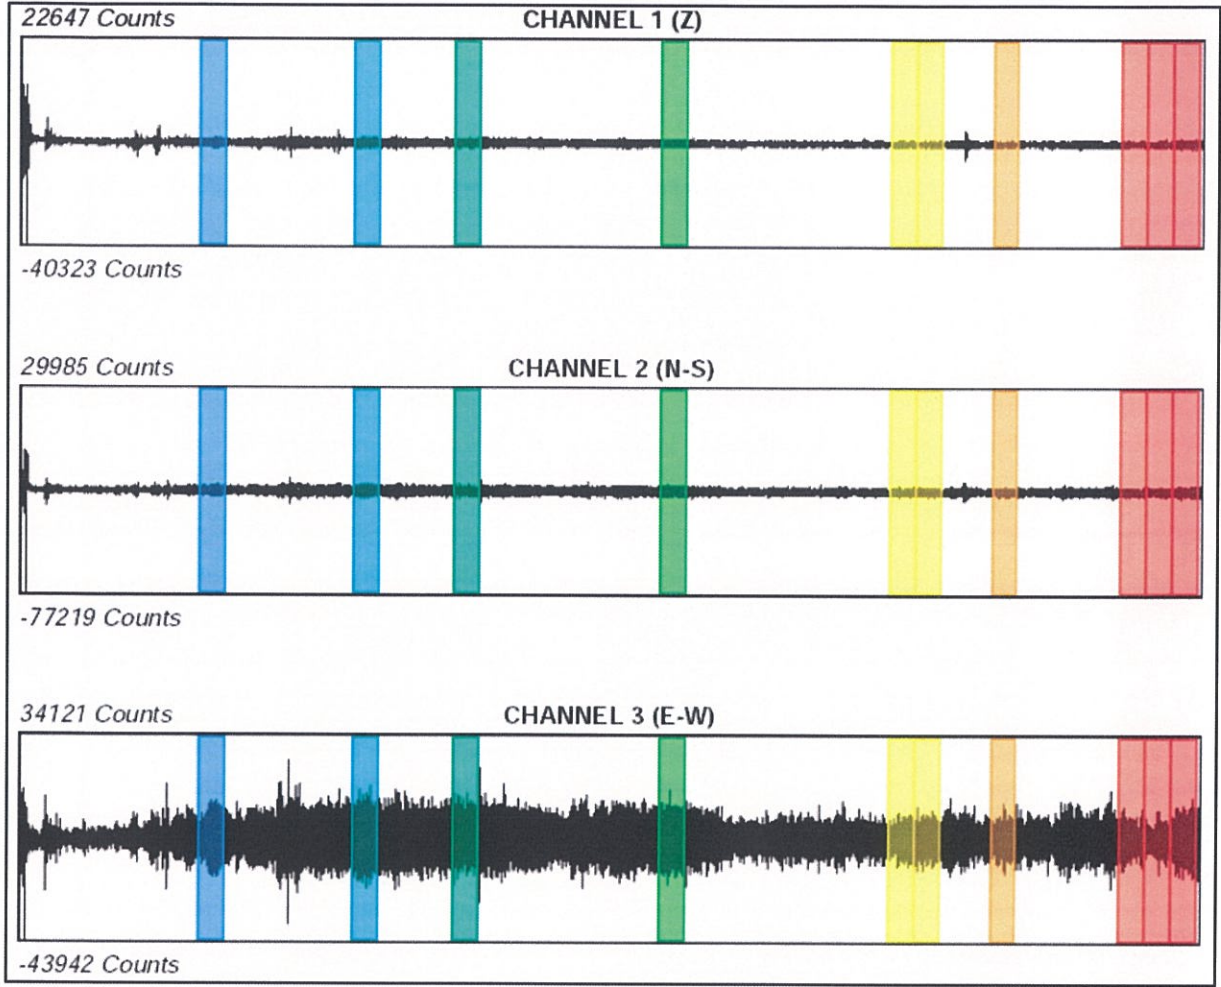 22647 Counts
CHANNEL 1 (Z)
-40323 Counts
29985 Counts
CHANNEL 2 (N-S)
-77219 Counts
34121 Counts
CHANNEL 3 (E-W)
-43942 Counts